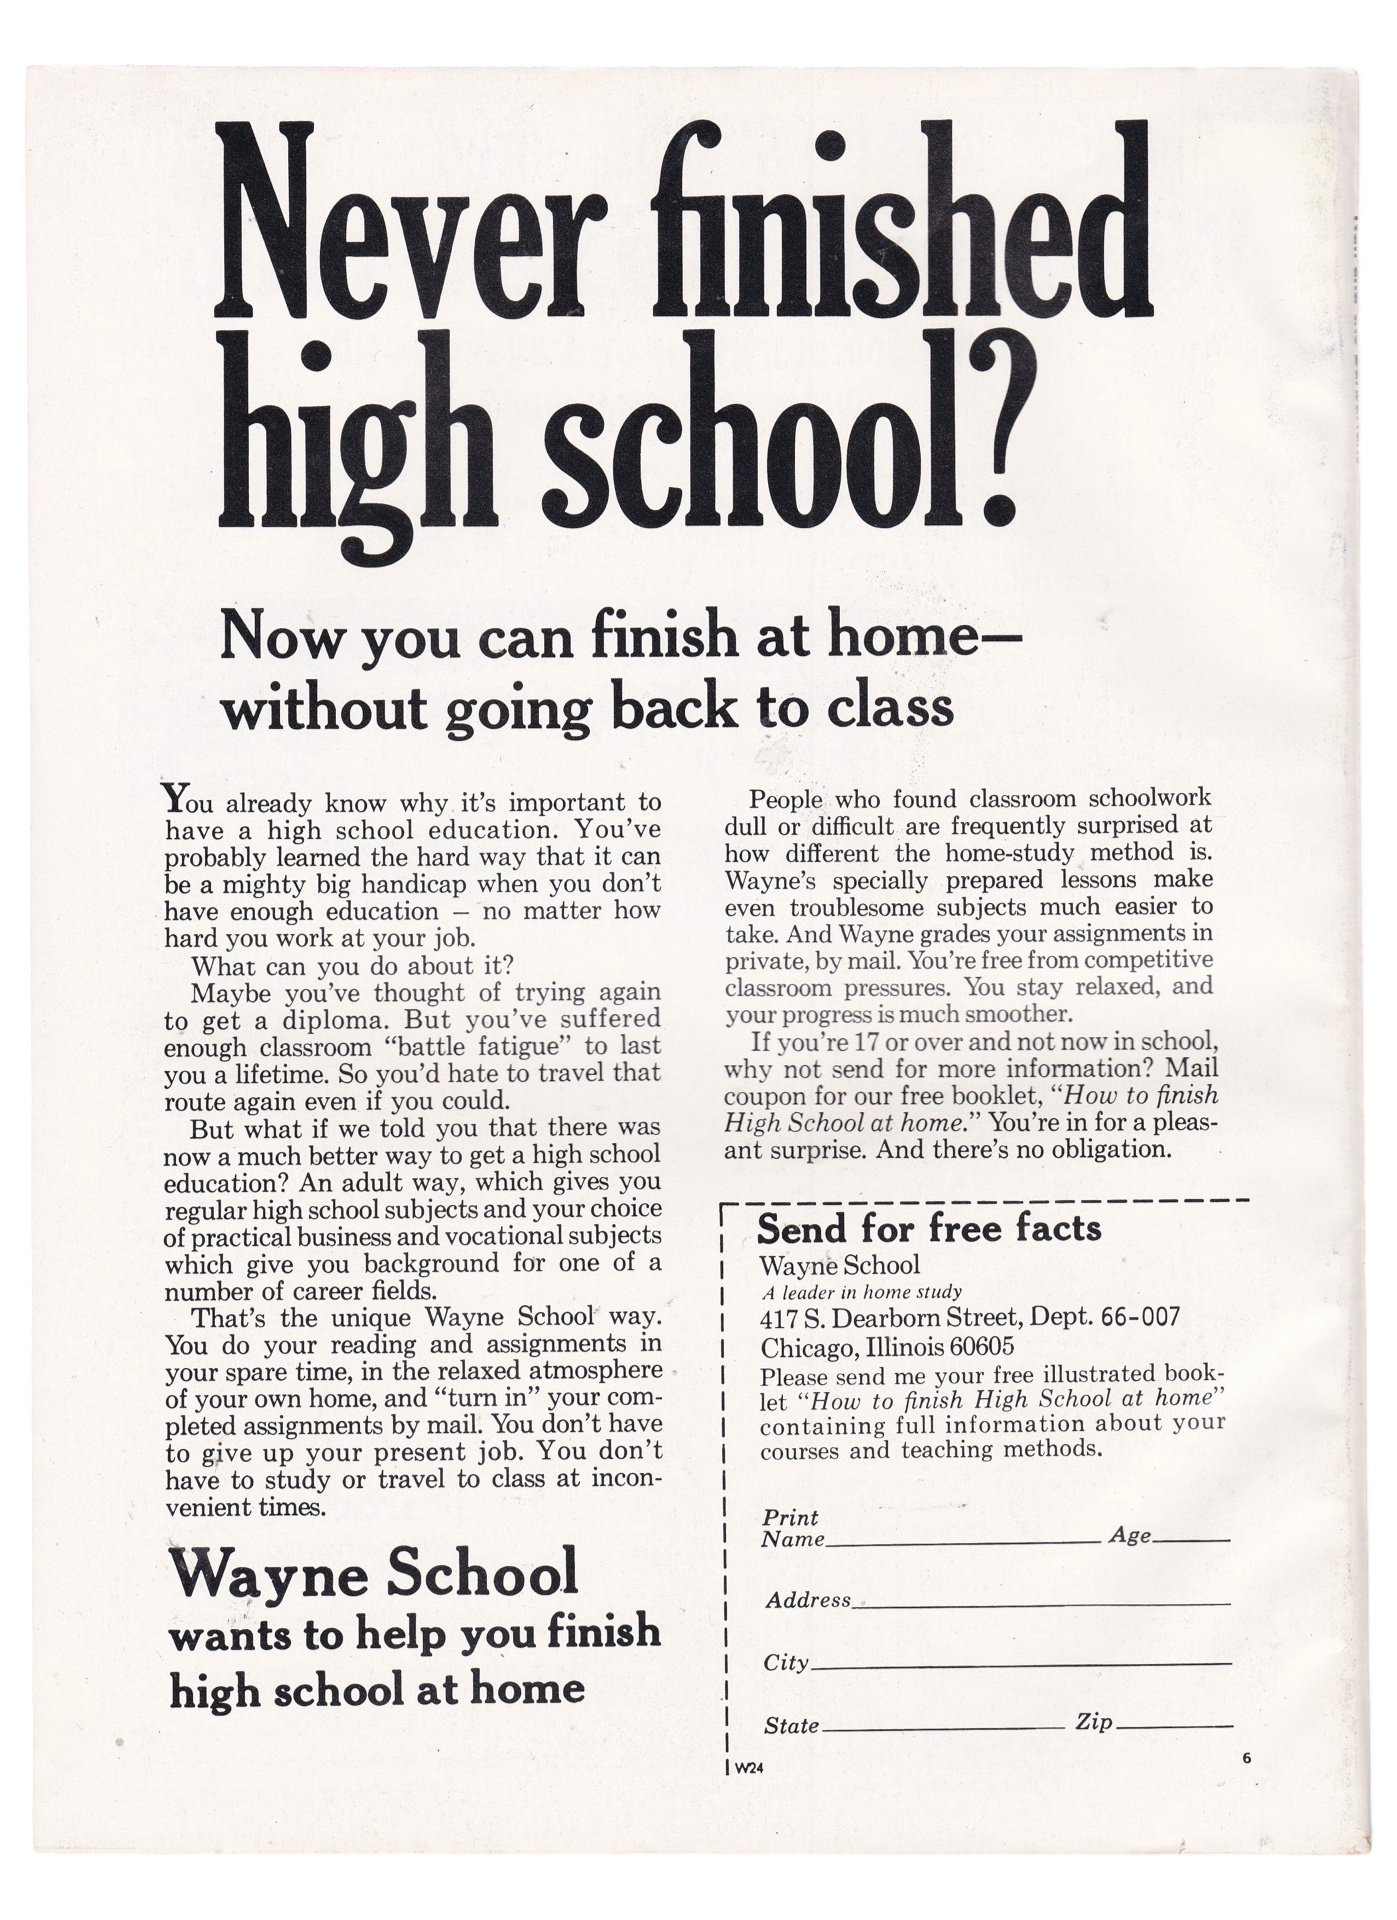 Never finished
high school?
Now you can finish at home—
without going back to class
You already know why it's important to
have a high school education. You've
probably learned the hard way that it can
be a mighty big handicap when you don't
have enough education — no matter how
hard you work at your job.
What can you do about it?
Maybe you've thought of trying again
to get a diploma. But you've suffered
enough classroom “battle fatigue” to last
you a lifetime. So you'd hate to travel that
route again even if you could.
But what if we told you that there was
now a much better way to get a high school
education? An adult way, which gives you
regular high school subjects and your choice
of practical business and vocational subjects
which give you background for one of a
number of career fields.
That's the unique Wayne School way.
You do your reading and assignments in
your spare time, in the relaxed atmosphere
of your own home, and “turn in” your com-
pleted assignments by mail. You don't have
to give up your present job. You don't
have to study or travel to class at incon-
venient times.
Wayne School
wants to help you finish
high school at home
People who found classroom schoolwork
dull or difficult are frequently surprised at
how different the home-study method is.
Wayne's specially prepared lessons make
even troublesome subjects much easier to
take. And Wayne grades your assignments in
private, by mail. You're free from competitive
classroom pressures. You stay relaxed, and
your progress is much smoother.
If you're 17 or over and not now in school,
why not send for more information? Mail
coupon for our free booklet, “How to finish
High School at home.” You're in for a pleas-
ant surprise. And there's no obligation.
Send for free facts
Wayne School
A leader in home study
417 S. Dearborn Street, Dept. 66-007
Chicago, Illinois 60605
Please send me your free illustrated book-
let “How to finish High School at home”
containing full information about your
courses and teaching methods.
Print
Name Age
Address
City
State Zip
W24
6